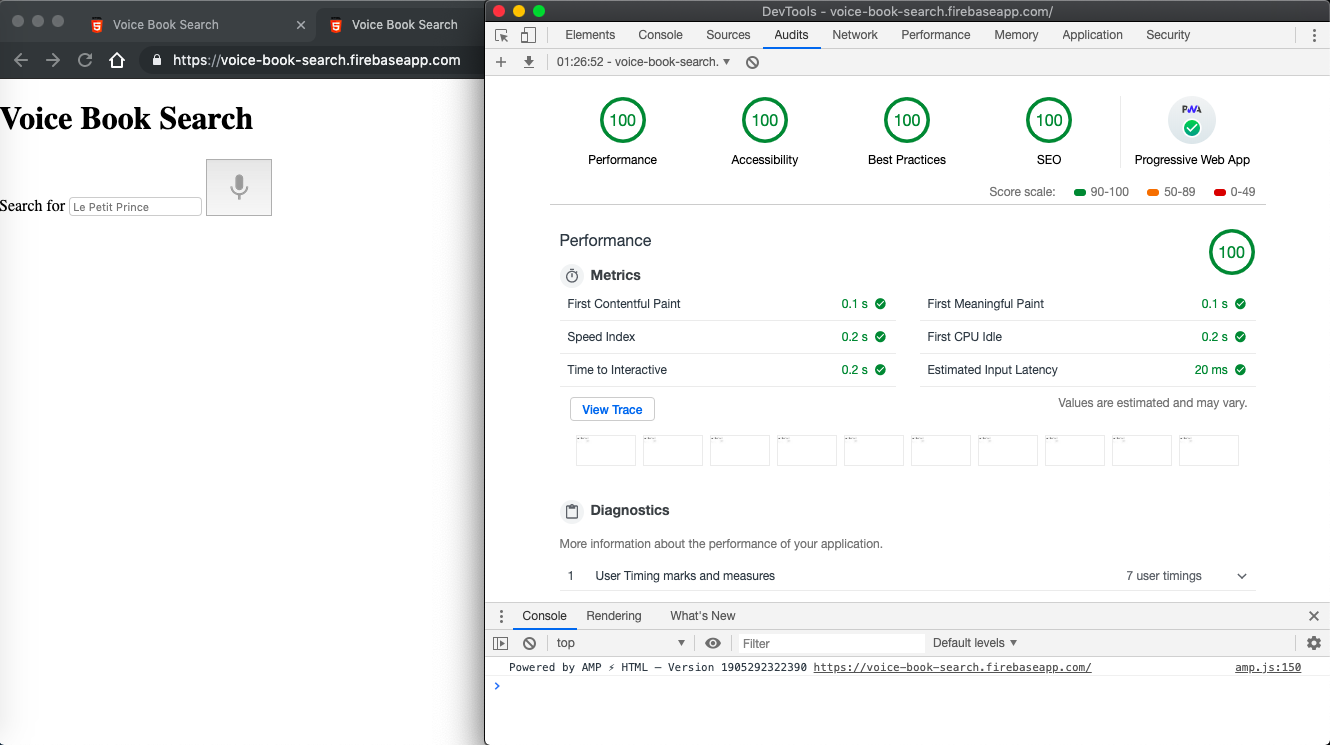 Voice Book Search
Voice Book Search
https://voice-book-search.firebaseapp.com
Voice Book Search
Search for Le Petit Prince
DevTools - voice-book-search.firebaseapp.com/
Elements Console Sources Audits Network Performance Memory Application Security
01:26:52 - voice-book-search. ▼
100 100 100 100 PWA
Performance Accessibility Best Practices SEO Progressive Web App
Score scale: 90-100 50-89 0-49
Performance 100
Metrics
First Contentful Paint 0.1 s First Meaningful Paint 0.1 s
Speed Index 0.2 s First CPU Idle 0.2 s
Time to Interactive 0.2 s Estimated Input Latency 20 ms
View Trace Values are estimated and may vary.
Diagnostics
More information about the performance of your application.
1 User Timing marks and measures 7 user timings
Console Rendering What's New
top ▼ Filter Default levels ▼
Powered by AMP ⚡ HTML – Version 1905292322390 https://voice-book-search.firebaseapp.com/ amp.js:150